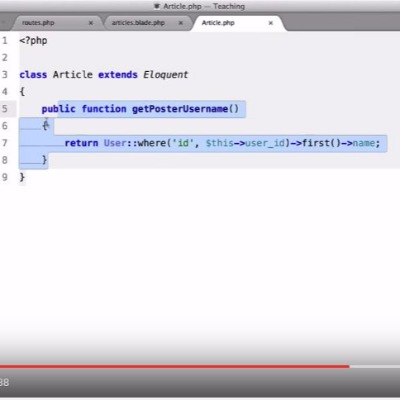 Article.php — Teaching
routes.php × articles.blade.php × Article.php ×
1 <?php
2
3 class Article extends Eloquent
4 {
5 public function getPosterUsername()
6 {
7 return User::where('id', $this->user_id)->first()->name;
8 }
9 }
38